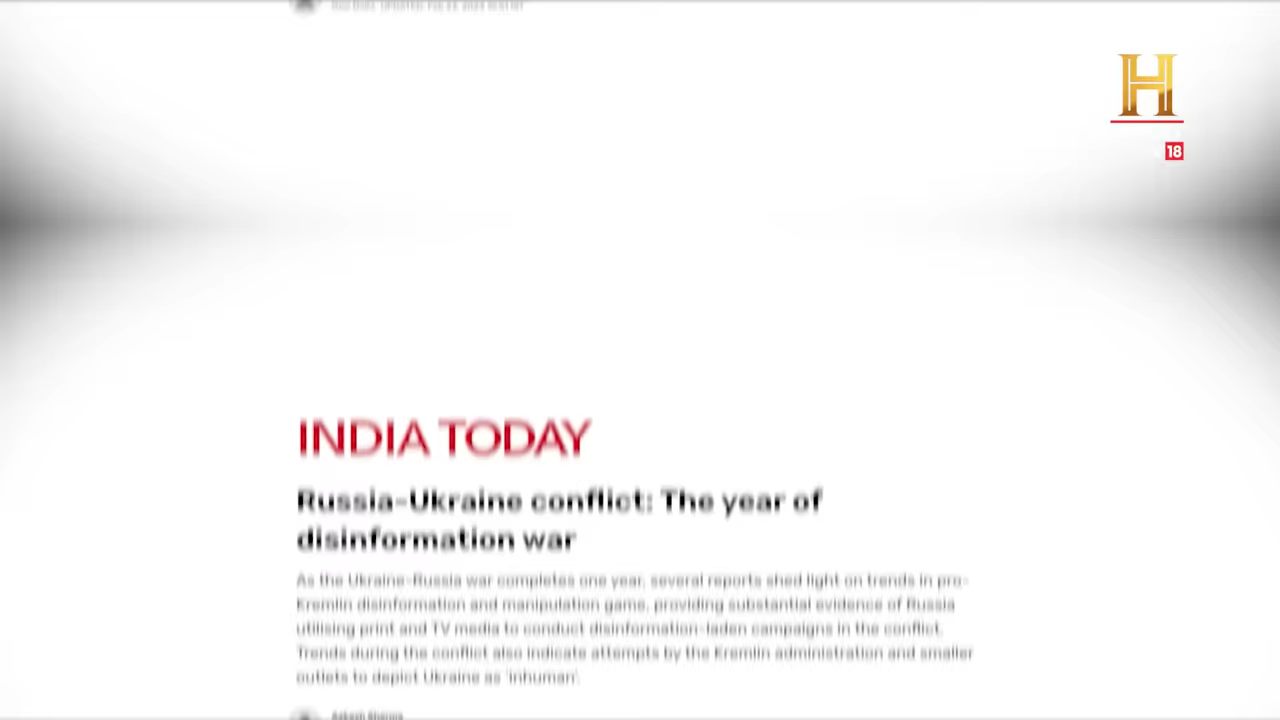 H
18
INDIA TODAY
Russia-Ukraine conflict: The year of
disinformation war
As the Ukraine-Russia war completes one year, several reports shed light on trends in pro-
Kremlin disinformation and manipulation game, providing substantial evidence of Russia
utilising print and TV media to conduct disinformation-laden campaigns in the conflict.
Trends during the conflict also indicate attempts by the Kremlin administration and smaller
outlets to depict Ukraine as 'inhuman'.